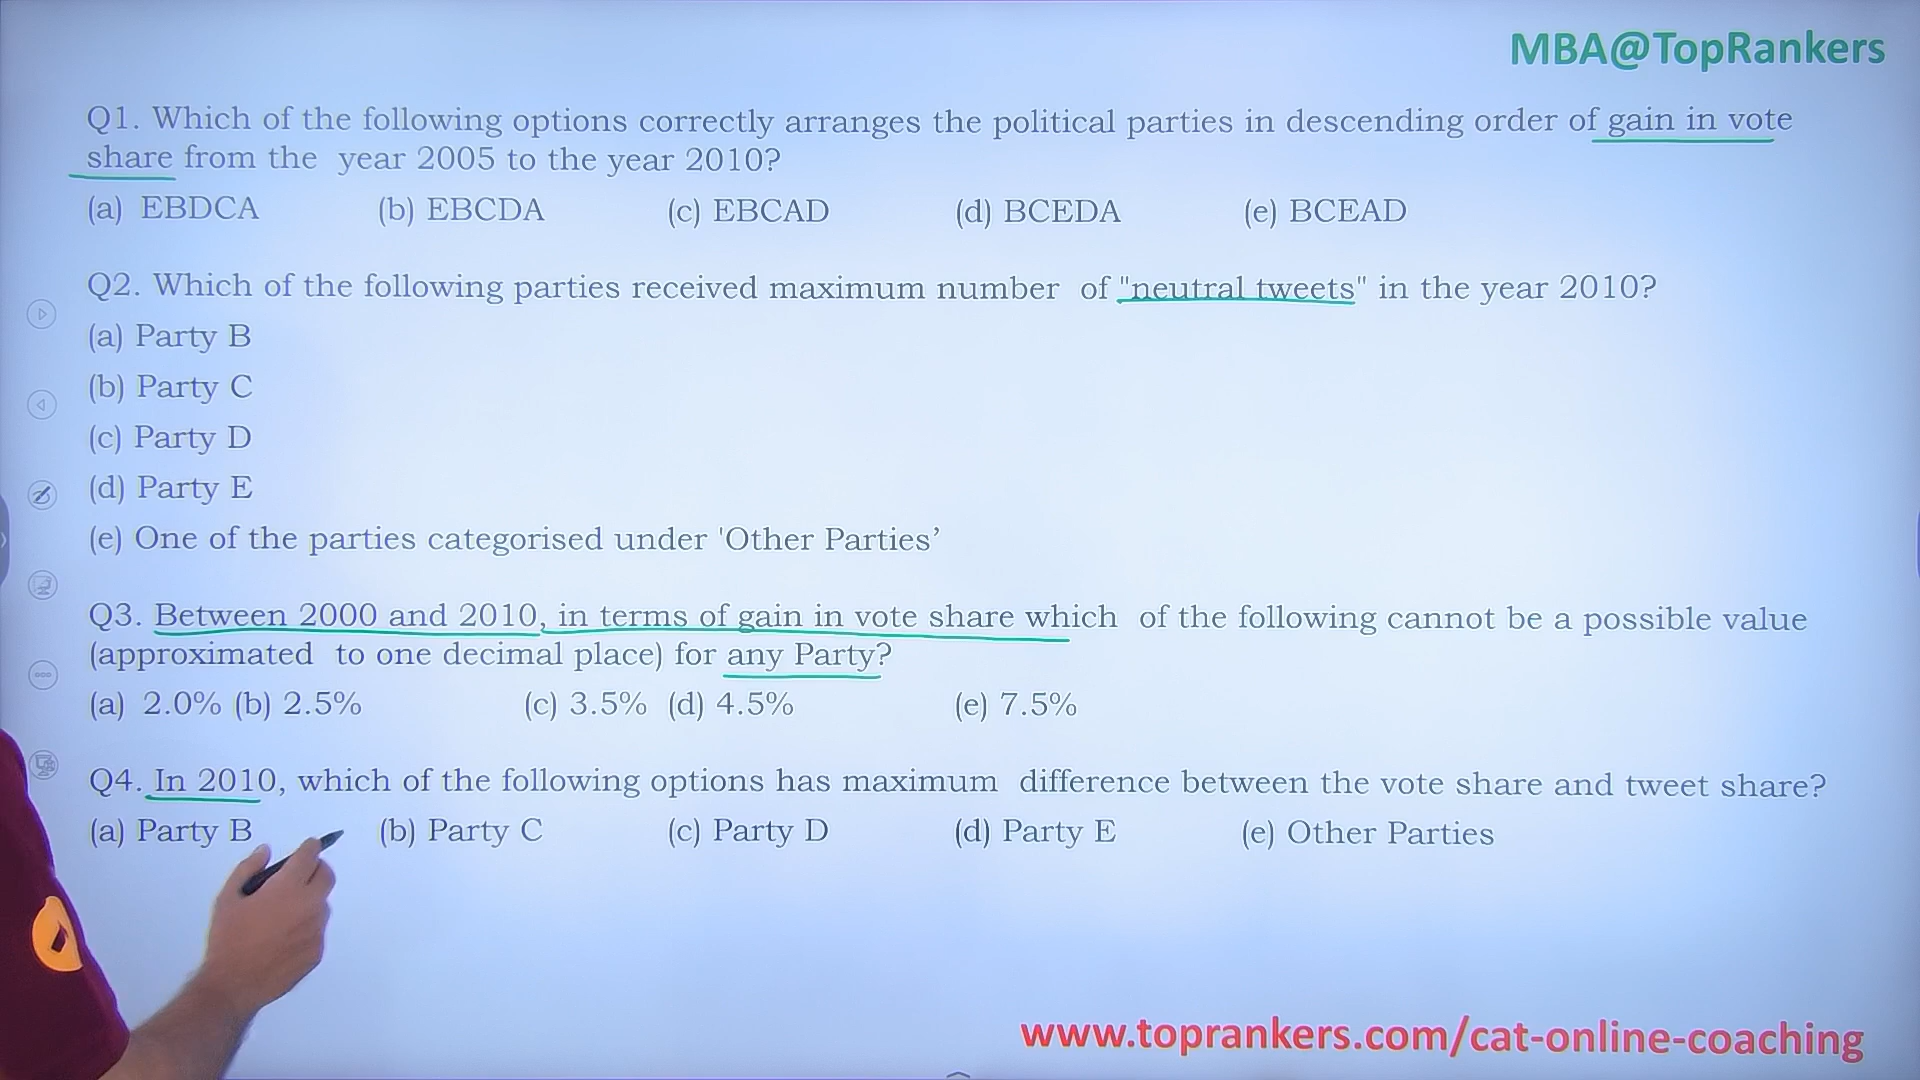 MBA@TopRankers
Q1. Which of the following options correctly arranges the political parties in descending order of gain in vote
share from the year 2005 to the year 2010?
(a) EBDCA (b) EBCDA (c) EBCAD (d) BCEDA (e) BCEAD
Q2. Which of the following parties received maximum number of "neutral tweets" in the year 2010?
(a) Party B
(b) Party C
(c) Party D
(d) Party E
(e) One of the parties categorised under 'Other Parties’
Q3. Between 2000 and 2010, in terms of gain in vote share which of the following cannot be a possible value
(approximated to one decimal place) for any Party?
(a) 2.0% (b) 2.5% (c) 3.5% (d) 4.5% (e) 7.5%
Q4. In 2010, which of the following options has maximum difference between the vote share and tweet share?
(a) Party B (b) Party C (c) Party D (d) Party E (e) Other Parties
www.toprankers.com/cat-online-coaching